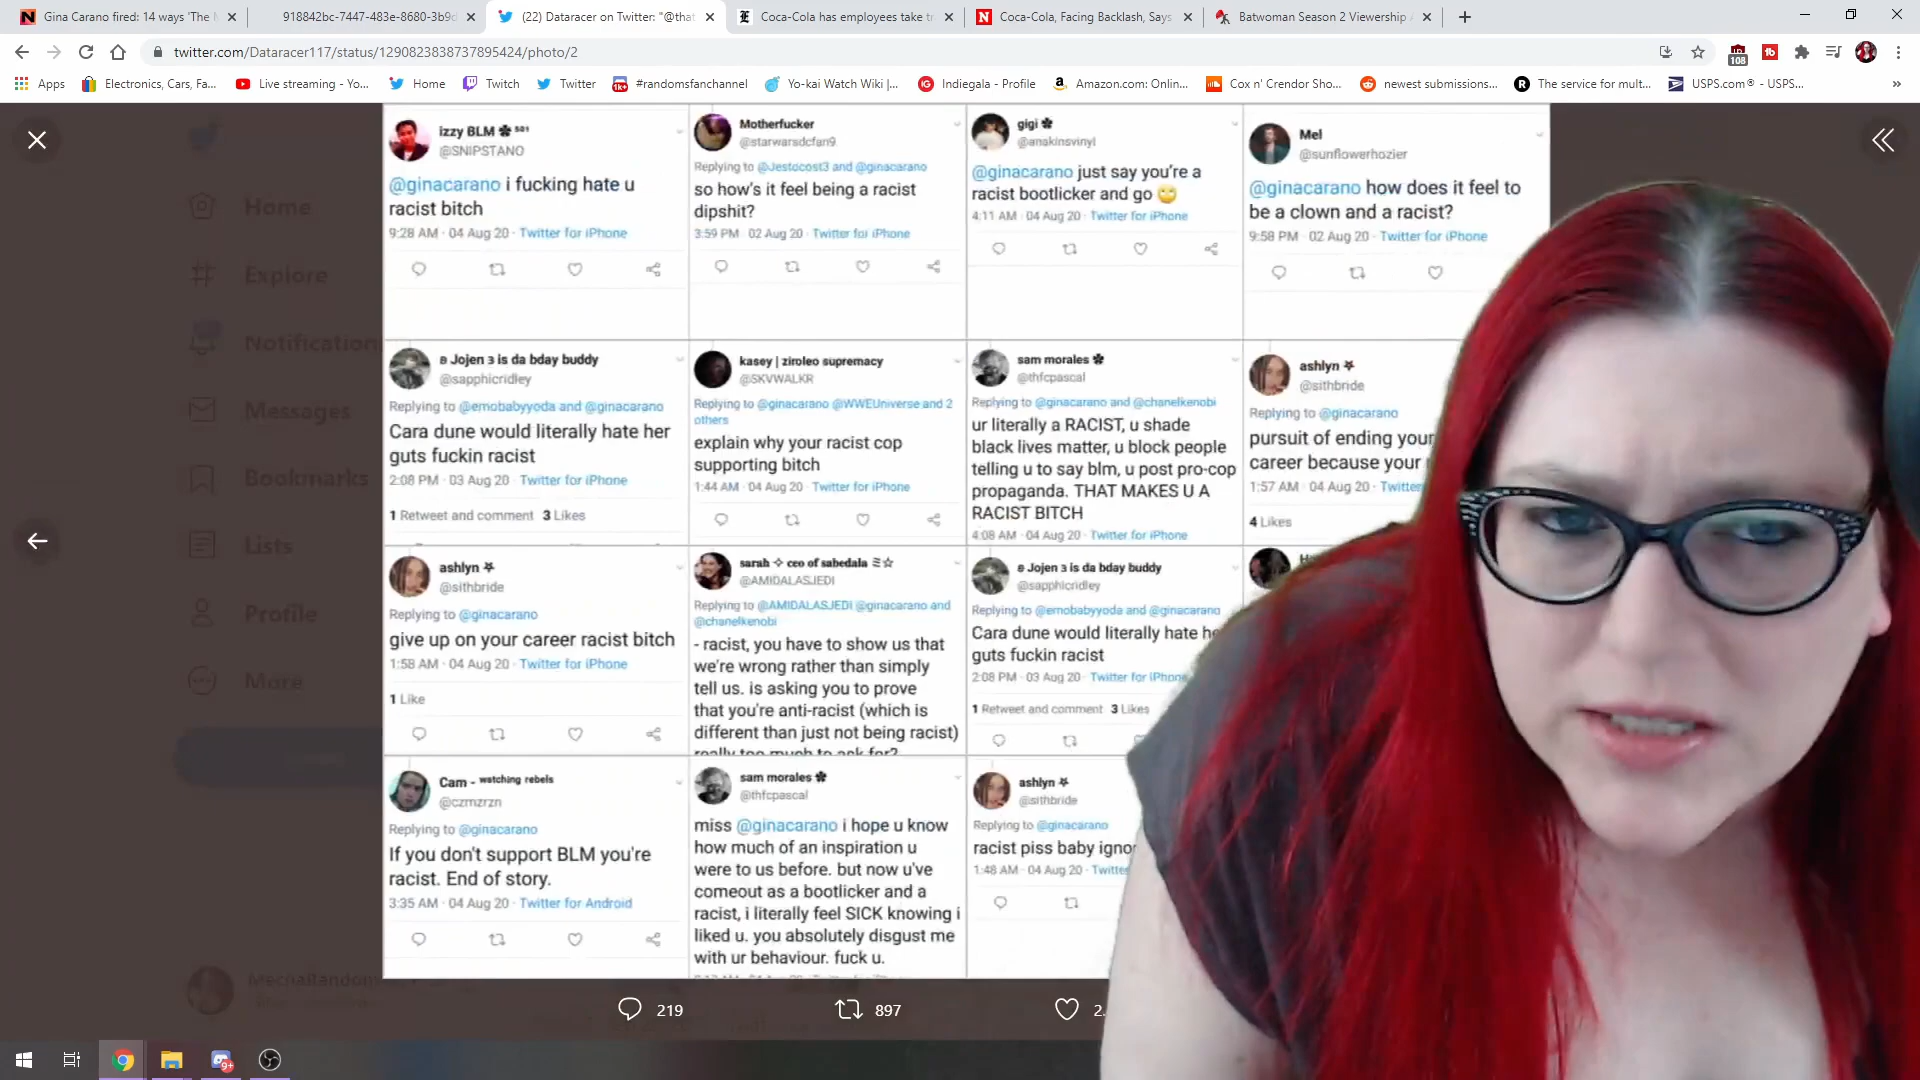 Gina Carano fired: 14 ways 'The M
918842bc-7447-483e-8680-3b9d
(22) Dataracer on Twitter: "@that
Coca-Cola has employees take tr
Coca-Cola, Facing Backlash, Says
Batwoman Season 2 Viewership
twitter.com/Dataracer117/status/1290823838737895424/photo/2
108
Apps
Electronics, Cars, Fa...
Live streaming - Yo...
Home
Twitch
Twitter
#randomsfanchannel
Yo-kai Watch Wiki |...
Indiegala - Profile
Amazon.com: Onlin...
Cox n' Crendor Sho...
newest submissions...
The service for mult...
USPS.com® - USPS...
Home
Explore
Notification
Messages
Bookmarks
Lists
Profile
More
izzy BLM ✽ 501
@SNIPSTANO
@ginacarano i fucking hate u
racist bitch
9:28 AM · 04 Aug 20 · Twitter for iPhone
Motherfucker
@starwarsdcfan9
Replying to @Jestocost3 and @ginacarano
so how's it feel being a racist
dipshit?
3:59 PM · 02 Aug 20 · Twitter for iPhone
gigi ✽
@anakinsvinyl
@ginacarano just say you're a
racist bootlicker and go 🙄
4:11 AM · 04 Aug 20 · Twitter for iPhone
Mel
@sunflowerhozier
@ginacarano how does it feel to
be a clown and a racist?
9:58 PM · 02 Aug 20 · Twitter for iPhone
ʚ Jojen ɜ is da bday buddy
@sapphicridley
Replying to @emobabyyoda and @ginacarano
Cara dune would literally hate her
guts fuckin racist
2:08 PM · 03 Aug 20 · Twitter for iPhone
1 Retweet and comment 3 Likes
kasey | ziroleo supremacy
@SKVWALKR
Replying to @ginacarano @WWEUniverse and 2
others
explain why your racist cop
supporting bitch
1:44 AM · 04 Aug 20 · Twitter for iPhone
sam morales ✽
@thfcpascal
Replying to @ginacarano and @chanelkenobi
ur literally a RACIST, u shade
black lives matter, u block people
telling u to say blm, u post pro-cop
propaganda. THAT MAKES U A
RACIST BITCH
4:08 AM · 04 Aug 20 · Twitter for iPhone
ashlyn
@sithbride
Replying to @ginacarano
pursuit of ending your
career because your
1:57 AM · 04 Aug 20 · Twitter
4 Likes
ashlyn
@sithbride
Replying to @ginacarano
give up on your career racist bitch
1:58 AM · 04 Aug 20 · Twitter for iPhone
1 Like
sarah ✧ ceo of sabedala ミ☆
@AMIDALASJEDI
Replying to @AMIDALASJEDI @ginacarano and
@chanelkenobi
- racist, you have to show us that
we're wrong rather than simply
tell us. is asking you to prove
that you're anti-racist (which is
different than just not being racist)
really too much to ask for?
ʚ Jojen ɜ is da bday buddy
@sapphicridley
Replying to @emobabyyoda and @ginacarano
Cara dune would literally hate he
guts fuckin racist
2:08 PM · 03 Aug 20 · Twitter for iPhone
1 Retweet and comment 3 Likes
Cam - watching rebels
@czmzrzn
Replying to @ginacarano
If you don't support BLM you're
racist. End of story.
3:35 AM · 04 Aug 20 · Twitter for Android
sam morales ✽
@thfcpascal
miss @ginacarano i hope u know
how much of an inspiration u
were to us before. but now u've
comeout as a bootlicker and a
racist, i literally feel SICK knowing i
liked u. you absolutely disgust me
with ur behaviour. fuck u.
ashlyn
@sithbride
Replying to @ginacarano
racist piss baby igno
1:48 AM · 04 Aug 20 · Twitte
MechaRandom
219
897
2.
9+